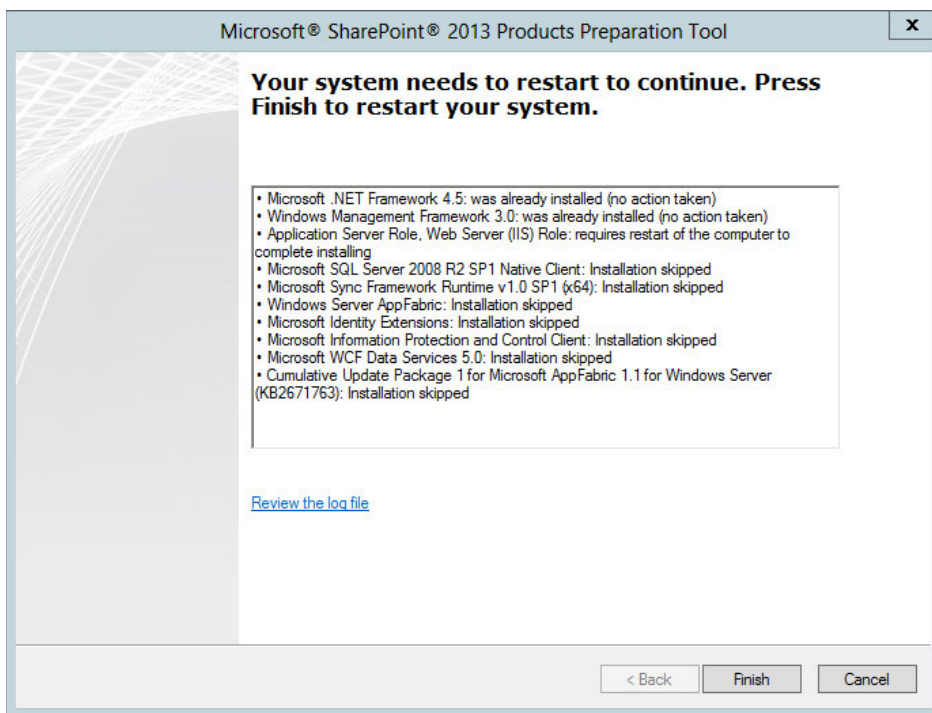 Microsoft® SharePoint® 2013 Products Preparation Tool
x
Your system needs to restart to continue. Press
Finish to restart your system.
• Microsoft .NET Framework 4.5: was already installed (no action taken)
• Windows Management Framework 3.0: was already installed (no action taken)
• Application Server Role, Web Server (IIS) Role: requires restart of the computer to
complete installing
• Microsoft SQL Server 2008 R2 SP1 Native Client: Installation skipped
• Microsoft Sync Framework Runtime v1.0 SP1 (x64): Installation skipped
• Windows Server AppFabric: Installation skipped
• Microsoft Identity Extensions: Installation skipped
• Microsoft Information Protection and Control Client: Installation skipped
• Microsoft WCF Data Services 5.0: Installation skipped
• Cumulative Update Package 1 for Microsoft AppFabric 1.1 for Windows Server
(KB2671763): Installation skipped
Review the log file
< Back Finish Cancel